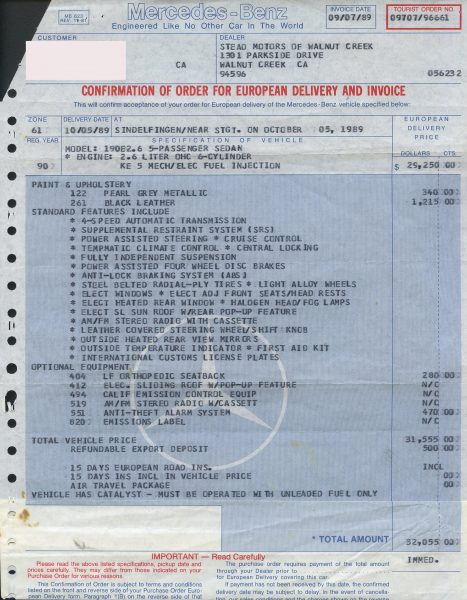 MB 623
REV. 19-87
Mercedes-Benz
Engineered Like No Other Car In The World
INVOICE DATE
09/07/89
TOURIST ORDER NO.
09707/96661
CUSTOMER
CA
DEALER
STEAD MOTORS OF WALNUT CREEK
1301 PARKSIDE DRIVE
WALNUT CREEK CA
94596 056232
CONFIRMATION OF ORDER FOR EUROPEAN DELIVERY AND INVOICE
This will confirm acceptance of your order for European delivery of the Mercedes-Benz vehicle specified below:
ZONE DELIVERY AT
61 10/05/89 SINDELFINGEN/NEAR STGT. ON OCTOBER 05, 1989
EUROPEAN DELIVERY PRICE
REG. YEAR SPECIFICATION OF VEHICLE
DOLLARS CTS.
MODEL: 190E2.6 5-PASSENGER SEDAN
* ENGINE: 2.6 LITER OHC 6-CYLINDER
90 KE 5 MECH/ELEC FUEL INJECTION $ 29,250 00
PAINT & UPHOLSTERY
122 PEARL GREY METALLIC 340 00
261 BLACK LEATHER 1,215 00
STANDARD FEATURES INCLUDE
* 4-SPEED AUTOMATIC TRANSMISSION
* SUPPLEMENTAL RESTRAINT SYSTEM (SRS)
* POWER ASSISTED STEERING * CRUISE CONTROL
* TEMPMATIC CLIMATE CONTROL * CENTRAL LOCKING
* FULLY INDEPENDENT SUSPENSION
* POWER ASSISTED FOUR WHEEL DISC BRAKES
* ANTI-LOCK BRAKING SYSTEM (ABS)
* STEEL BELTED RADIAL-PLY TIRES * LIGHT ALLOY WHEELS
* ELECT WINDOWS * ELECT ADJ FRONT SEATS/HEAD RESTS
* ELECT HEATED REAR WINDOW * HALOGEN HEAD/FOG LAMPS
* ELECT SL SUN ROOF W/REAR POP-UP FEATURE
* AM/FM STEREO RADIO WITH CASSETTE
* LEATHER COVERED STEERING WHEEL/SHIFT KNOB
* OUTSIDE HEATED REAR VIEW MIRRORS
* OUTSIDE TEMPERATURE INDICATOR * FIRST AID KIT
* INTERNATIONAL CUSTOMS LICENSE PLATES
OPTIONAL EQUIPMENT
404 LF ORTHOPEDIC SEATBACK 280 00
412 ELEC. SLIDING ROOF W/POP-UP FEATURE N/C
494 CALIF EMISSION CONTROL EQUIP N/C
519 AM/FM STEREO RADIO W/CASSETT N/C
551 ANTI-THEFT ALARM SYSTEM 470 00
820 EMISSIONS LABEL N/C
TOTAL VEHICLE PRICE 31,555 00
REFUNDABLE EXPORT DEPOSIT 500 00
15 DAYS EUROPEAN ROAD INS. INCL
15 DAYS INS INCL IN VEHICLE PRICE 00
AIR TRAVEL PACKAGE 00
VEHICLE HAS CATALYST - MUST BE OPERATED WITH UNLEADED FUEL ONLY
* TOTAL AMOUNT 32,055 00
IMPORTANT — Read Carefully
IMMED.
Please read the above listed specifications, pickup date and
prices carefully. They may differ from those indicated on your
Purchase Order for various reasons.
This Confirmation of Order is subject to terms and conditions
listed on the front and reverse side of your Purchase Order Euro-
pean Delivery form. Paragraph 1(B) on the reverse side of that
The purchase order requires payment of the total amount
through your Dealer prior to
for European Delivery covering this car.
If payment has not been received by this date, the confirmed
delivery date may be subject to delay. In the event of cancella-